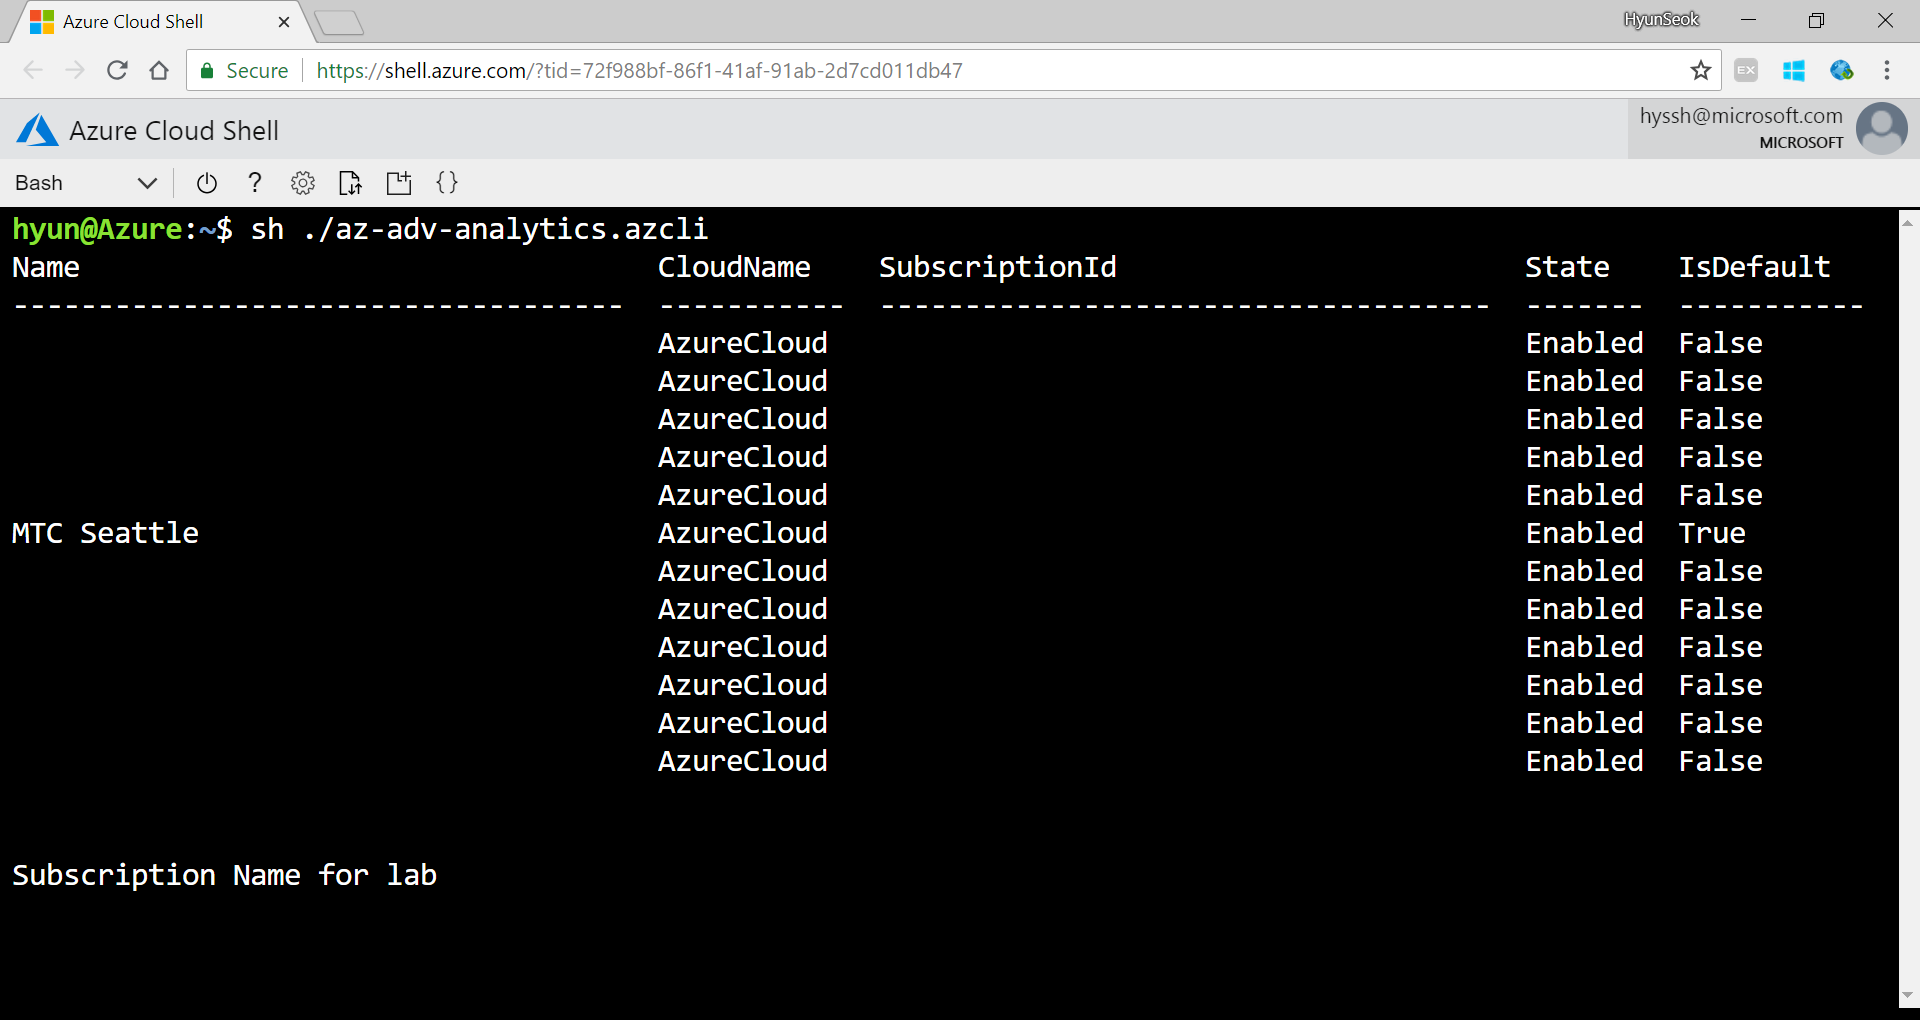 Azure Cloud Shell
HyunSeok
Secure
https://shell.azure.com/?tid=72f988bf-86f1-41af-91ab-2d7cd011db47
EX
Azure Cloud Shell
hyssh@microsoft.com
MICROSOFT
Bash
? {}
hyun@Azure:~$ sh ./az-adv-analytics.azcli
Name CloudName SubscriptionId State IsDefault
------------------------------------ ----------- ------------------------------------ ------- -----------
AzureCloud Enabled False
AzureCloud Enabled False
AzureCloud Enabled False
AzureCloud Enabled False
AzureCloud Enabled False
MTC Seattle AzureCloud Enabled True
AzureCloud Enabled False
AzureCloud Enabled False
AzureCloud Enabled False
AzureCloud Enabled False
AzureCloud Enabled False
AzureCloud Enabled False
Subscription Name for lab